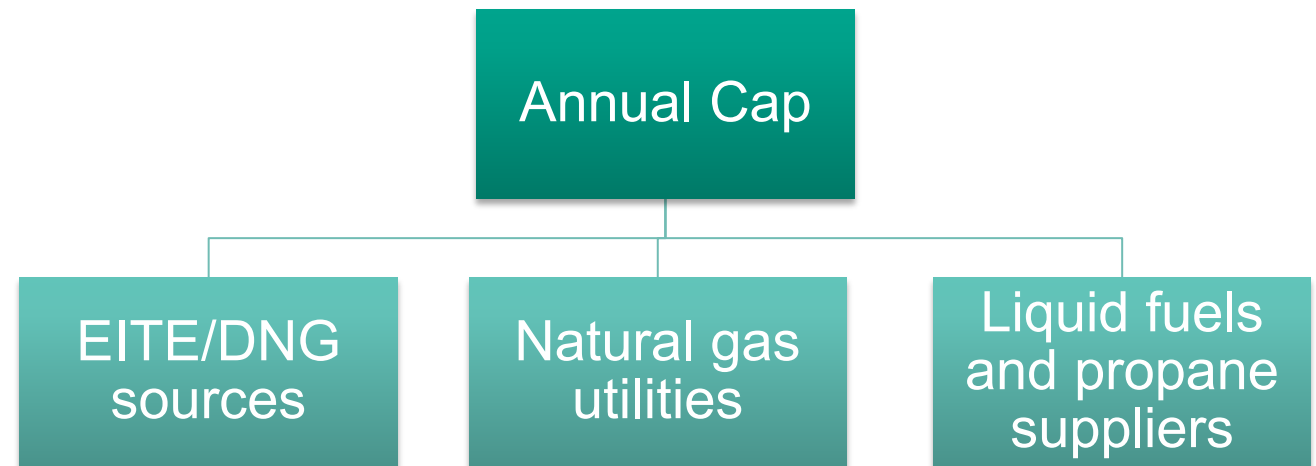 Annual Cap
EITE/DNG
sources
Natural gas
utilities
Liquid fuels
and propane
suppliers